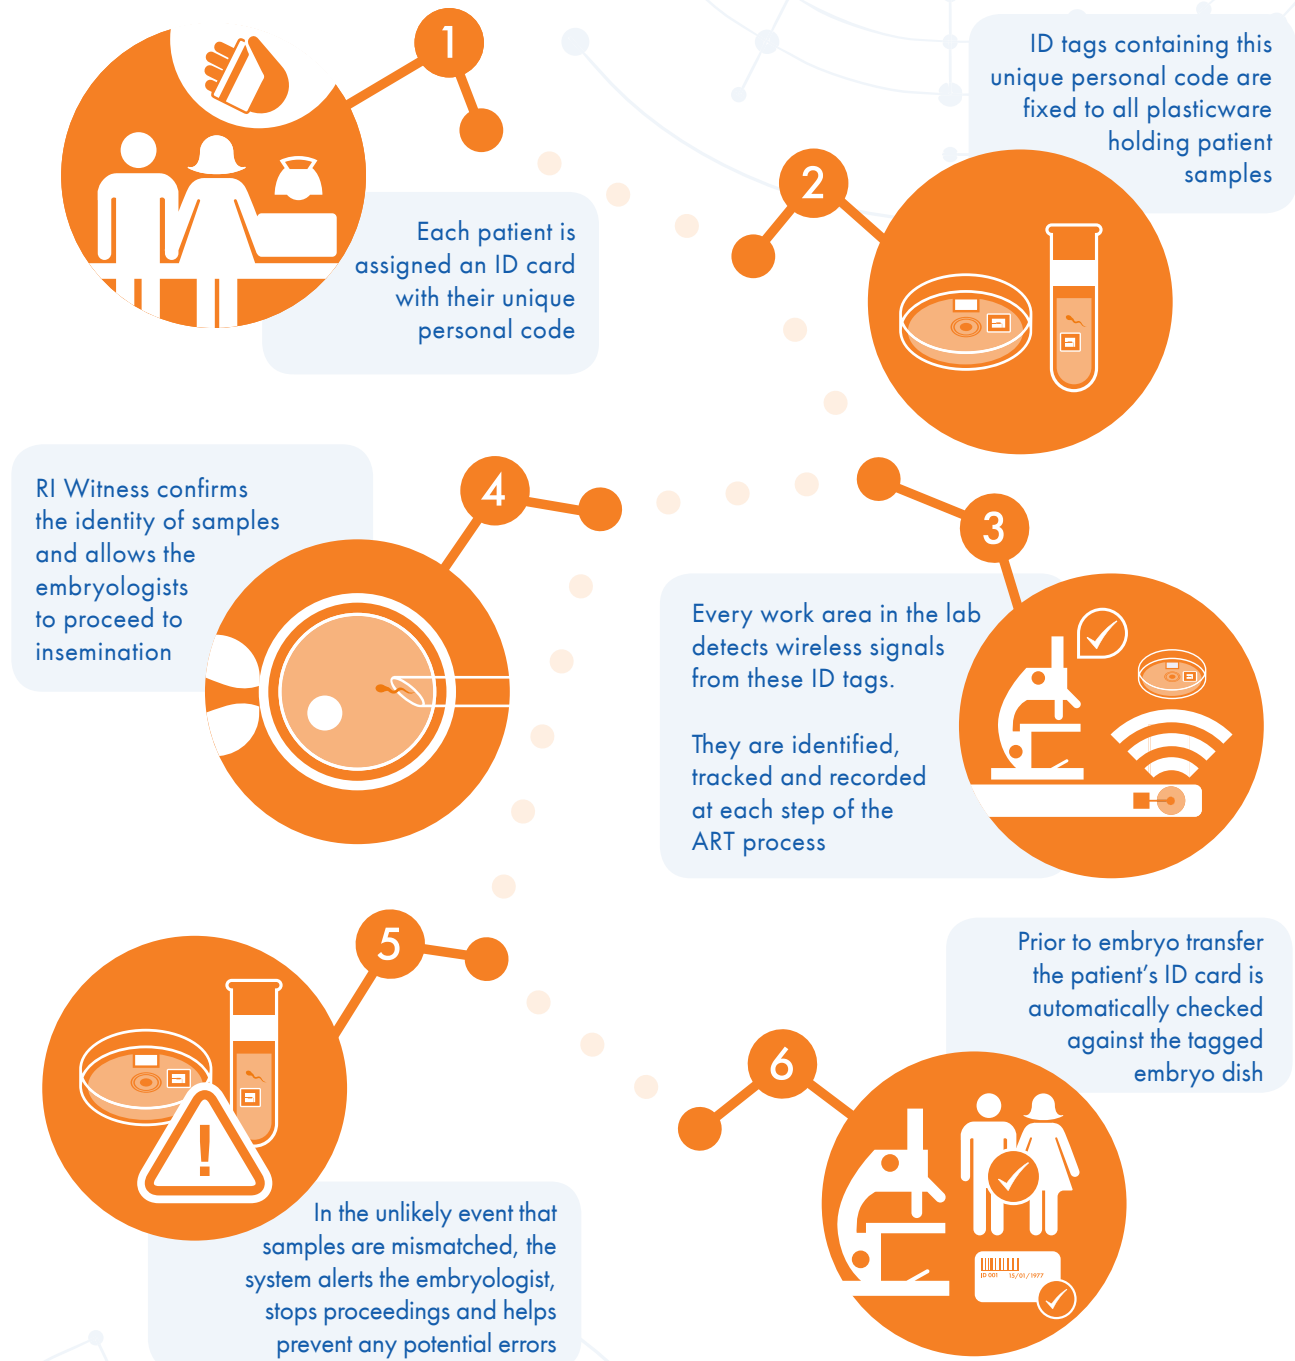 1
Each patient is
assigned an ID card
with their unique
personal code
2
ID tags containing this
unique personal code are
fixed to all plasticware
holding patient
samples
3
Every work area in the lab
detects wireless signals
from these ID tags.
They are identified,
tracked and recorded
at each step of the
ART process
4
RI Witness confirms
the identity of samples
and allows the
embryologists
to proceed to
insemination
5
!
In the unlikely event that
samples are mismatched, the
system alerts the embryologist,
stops proceedings and helps
prevent any potential errors
6
Prior to embryo transfer
the patient’s ID card is
automatically checked
against the tagged
embryo dish
ID 001 15/01/1977